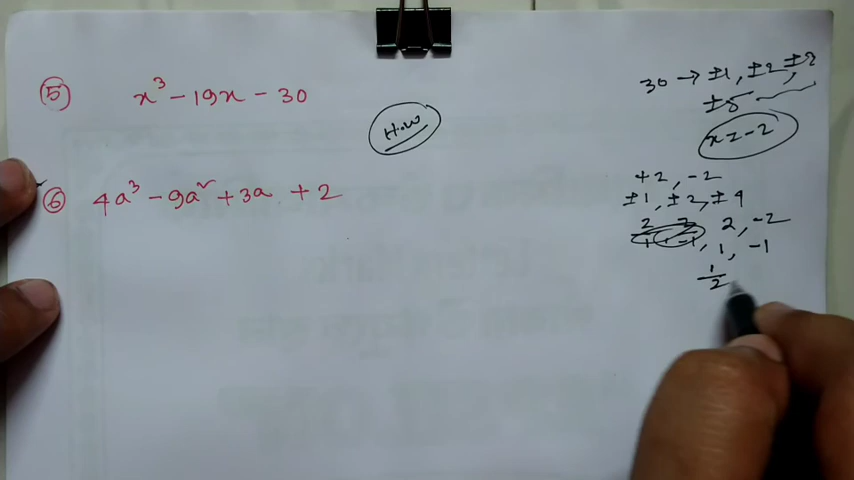 (5) x³ - 19x - 30
H.W
(6) 4a³ - 9a² + 3a + 2
30 → ±1, ±2, ±3
±5
x = -2
+2, -2
±1, ±2, ±4
2, -2
1, -1
1/2